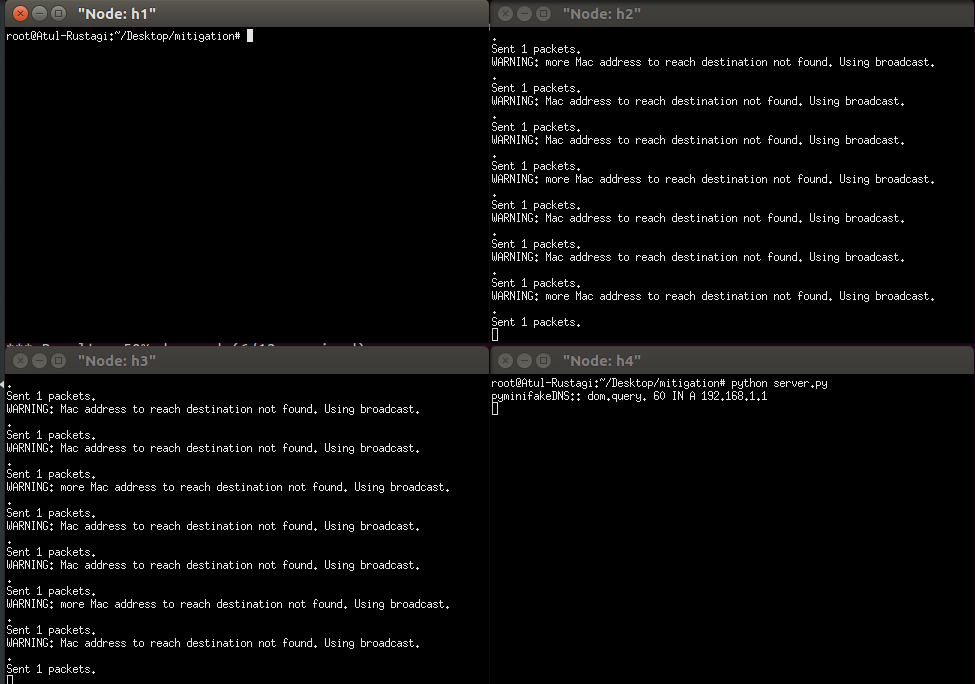 "Node: h1"
root@Atul-Rustagi:~/Desktop/mitigation#
"Node: h2"
.
Sent 1 packets.
WARNING: more Mac address to reach destination not found. Using broadcast.
.
Sent 1 packets.
WARNING: Mac address to reach destination not found. Using broadcast.
.
Sent 1 packets.
WARNING: Mac address to reach destination not found. Using broadcast.
.
Sent 1 packets.
WARNING: more Mac address to reach destination not found. Using broadcast.
.
Sent 1 packets.
WARNING: Mac address to reach destination not found. Using broadcast.
.
Sent 1 packets.
WARNING: Mac address to reach destination not found. Using broadcast.
.
Sent 1 packets.
WARNING: more Mac address to reach destination not found. Using broadcast.
.
Sent 1 packets.
"Node: h3"
.
Sent 1 packets.
WARNING: Mac address to reach destination not found. Using broadcast.
.
Sent 1 packets.
WARNING: Mac address to reach destination not found. Using broadcast.
.
Sent 1 packets.
WARNING: more Mac address to reach destination not found. Using broadcast.
.
Sent 1 packets.
WARNING: Mac address to reach destination not found. Using broadcast.
.
Sent 1 packets.
WARNING: Mac address to reach destination not found. Using broadcast.
.
Sent 1 packets.
WARNING: more Mac address to reach destination not found. Using broadcast.
.
Sent 1 packets.
WARNING: Mac address to reach destination not found. Using broadcast.
.
Sent 1 packets.
"Node: h4"
root@Atul-Rustagi:~/Desktop/mitigation# python server.py
pyminifakeDNS:: dom.query. 60 IN A 192.168.1.1